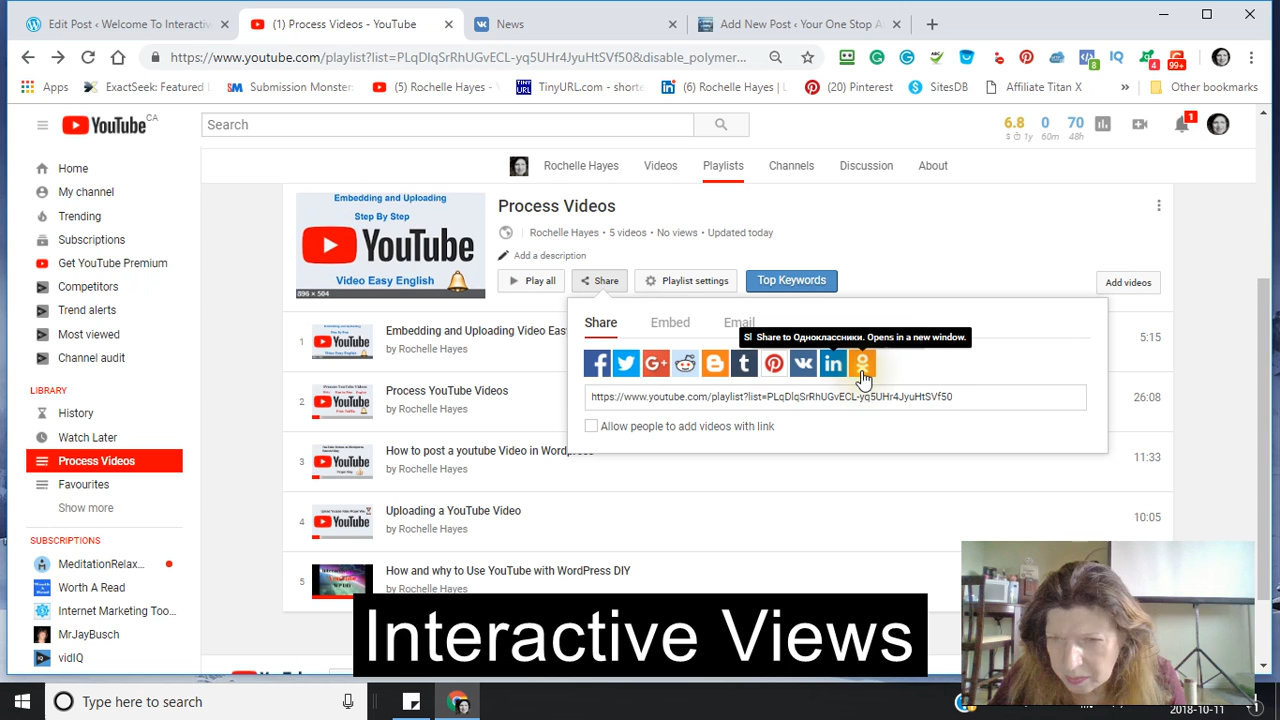 Edit Post ‹ Welcome To Interactiv
(1) Process Videos - YouTube
News
Add New Post ‹ Your One Stop A
https://www.youtube.com/playlist?list=PLqDlqSrRhUGvECL-yq5UHr4JyuHtSVf50&disable_polymer...
Apps
ExactSeek: Featured L
Submission Monster
(5) Rochelle Hayes -
TinyURL.com - shorte
(6) Rochelle Hayes | L
(20) Pinterest
SitesDB
Affiliate Titan X
Other bookmarks
YouTube CA
Search
6.8 0 70
1y 60m 48h
1
Home
My channel
Trending
Subscriptions
Get YouTube Premium
Competitors
Trend alerts
Most viewed
Channel audit
LIBRARY
History
Watch Later
Process Videos
Favourites
Show more
SUBSCRIPTIONS
MeditationRelax...
Worth A Read
Internet Marketing Too...
MrJayBusch
vidIQ
Rochelle Hayes
Videos
Playlists
Channels
Discussion
About
Embedding and Uploading
Step By Step
YouTube
Video Easy English
896 × 504
Process Videos
Rochelle Hayes • 5 videos • No views • Updated today
Add a description
Play all
Share
Playlist settings
Top Keywords
Add videos
Share
Embed
Email
Share to Одноклассники. Opens in a new window.
https://www.youtube.com/playlist?list=PLqDlqSrRhUGvECL-yq5UHr4JyuHtSVf50
Allow people to add videos with link
1
Embedding and Uploading Video Eas
by Rochelle Hayes
5:15
2
Process YouTube Videos
by Rochelle Hayes
26:08
3
How to post a youtube Video in Wordp
by Rochelle Hayes
11:33
4
Uploading a YouTube Video
by Rochelle Hayes
10:05
5
How and why to Use YouTube with WordPress DIY
by Rochelle Hayes
Interactive Views
Type here to search
2018-10-11